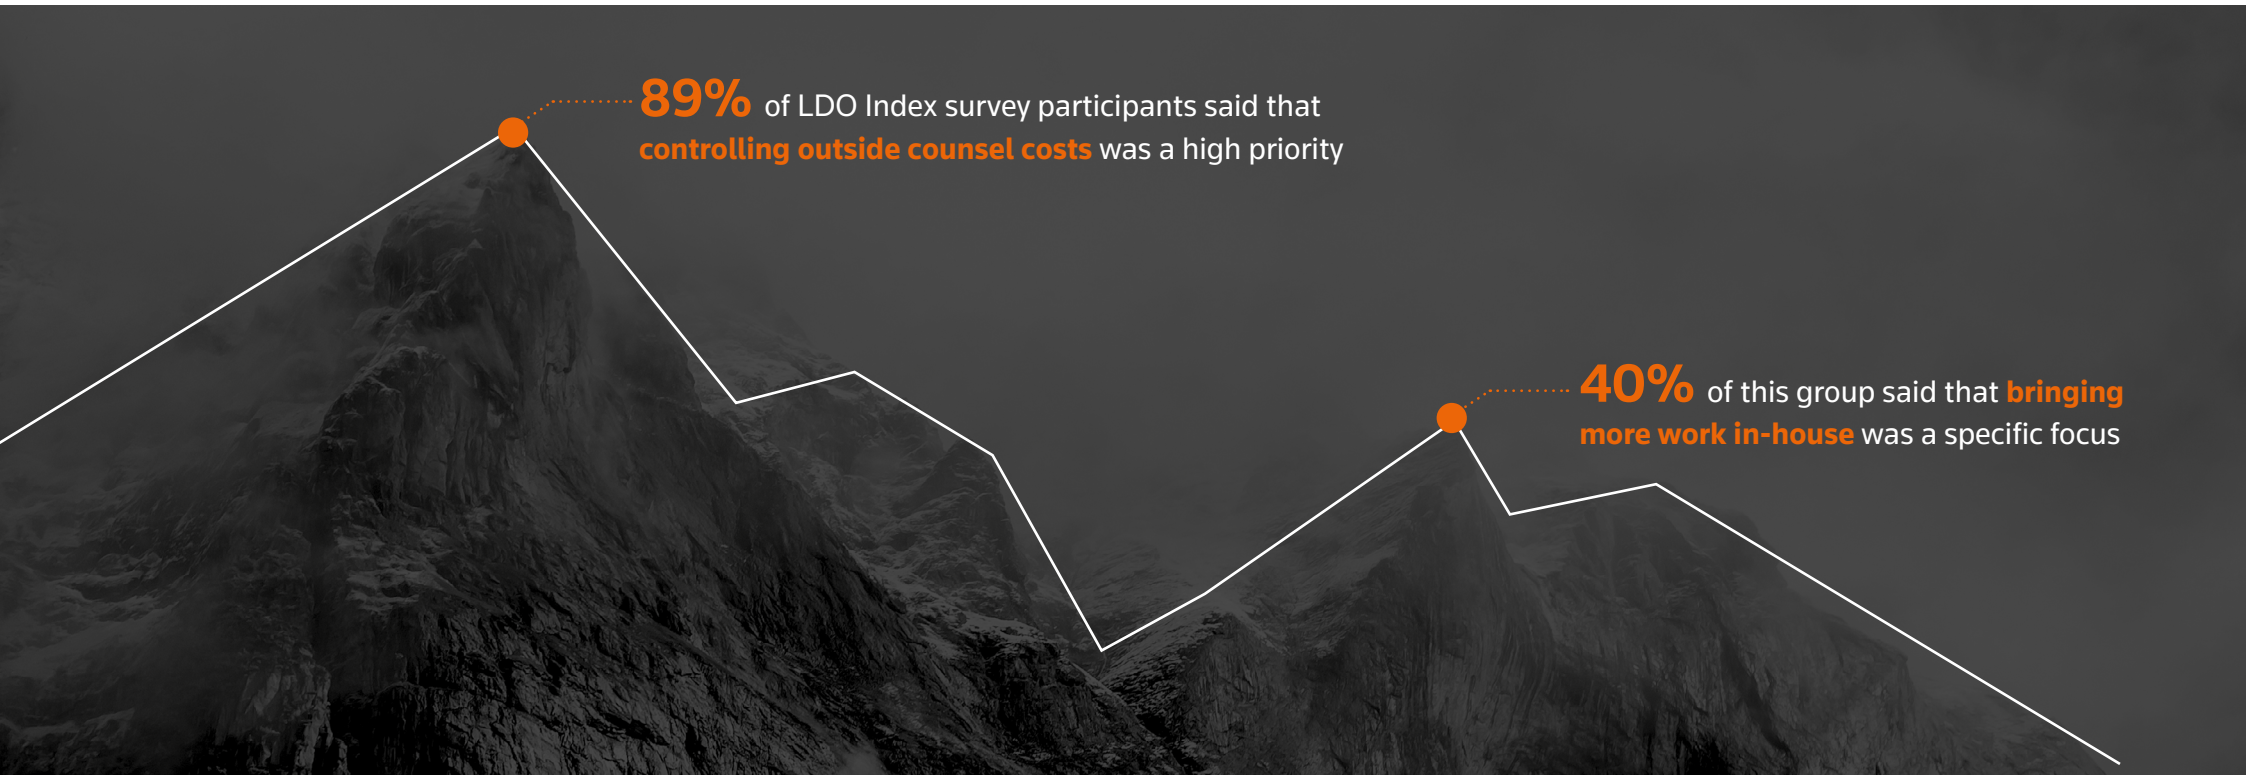 89% of LDO Index survey participants said that
controlling outside counsel costs was a high priority
40% of this group said that bringing
more work in-house was a specific focus